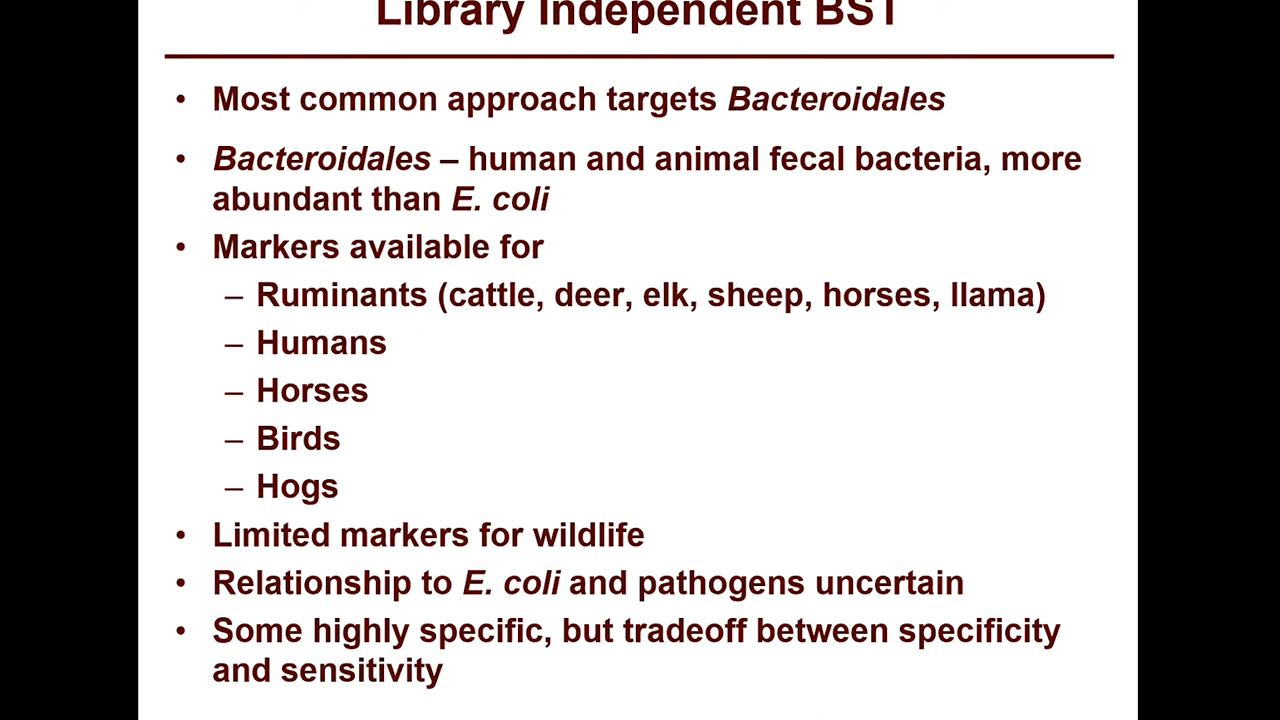 Library Independent BST
• Most common approach targets Bacteroidales
• Bacteroidales – human and animal fecal bacteria, more
abundant than E. coli
• Markers available for
– Ruminants (cattle, deer, elk, sheep, horses, llama)
– Humans
– Horses
– Birds
– Hogs
• Limited markers for wildlife
• Relationship to E. coli and pathogens uncertain
• Some highly specific, but tradeoff between specificity
and sensitivity